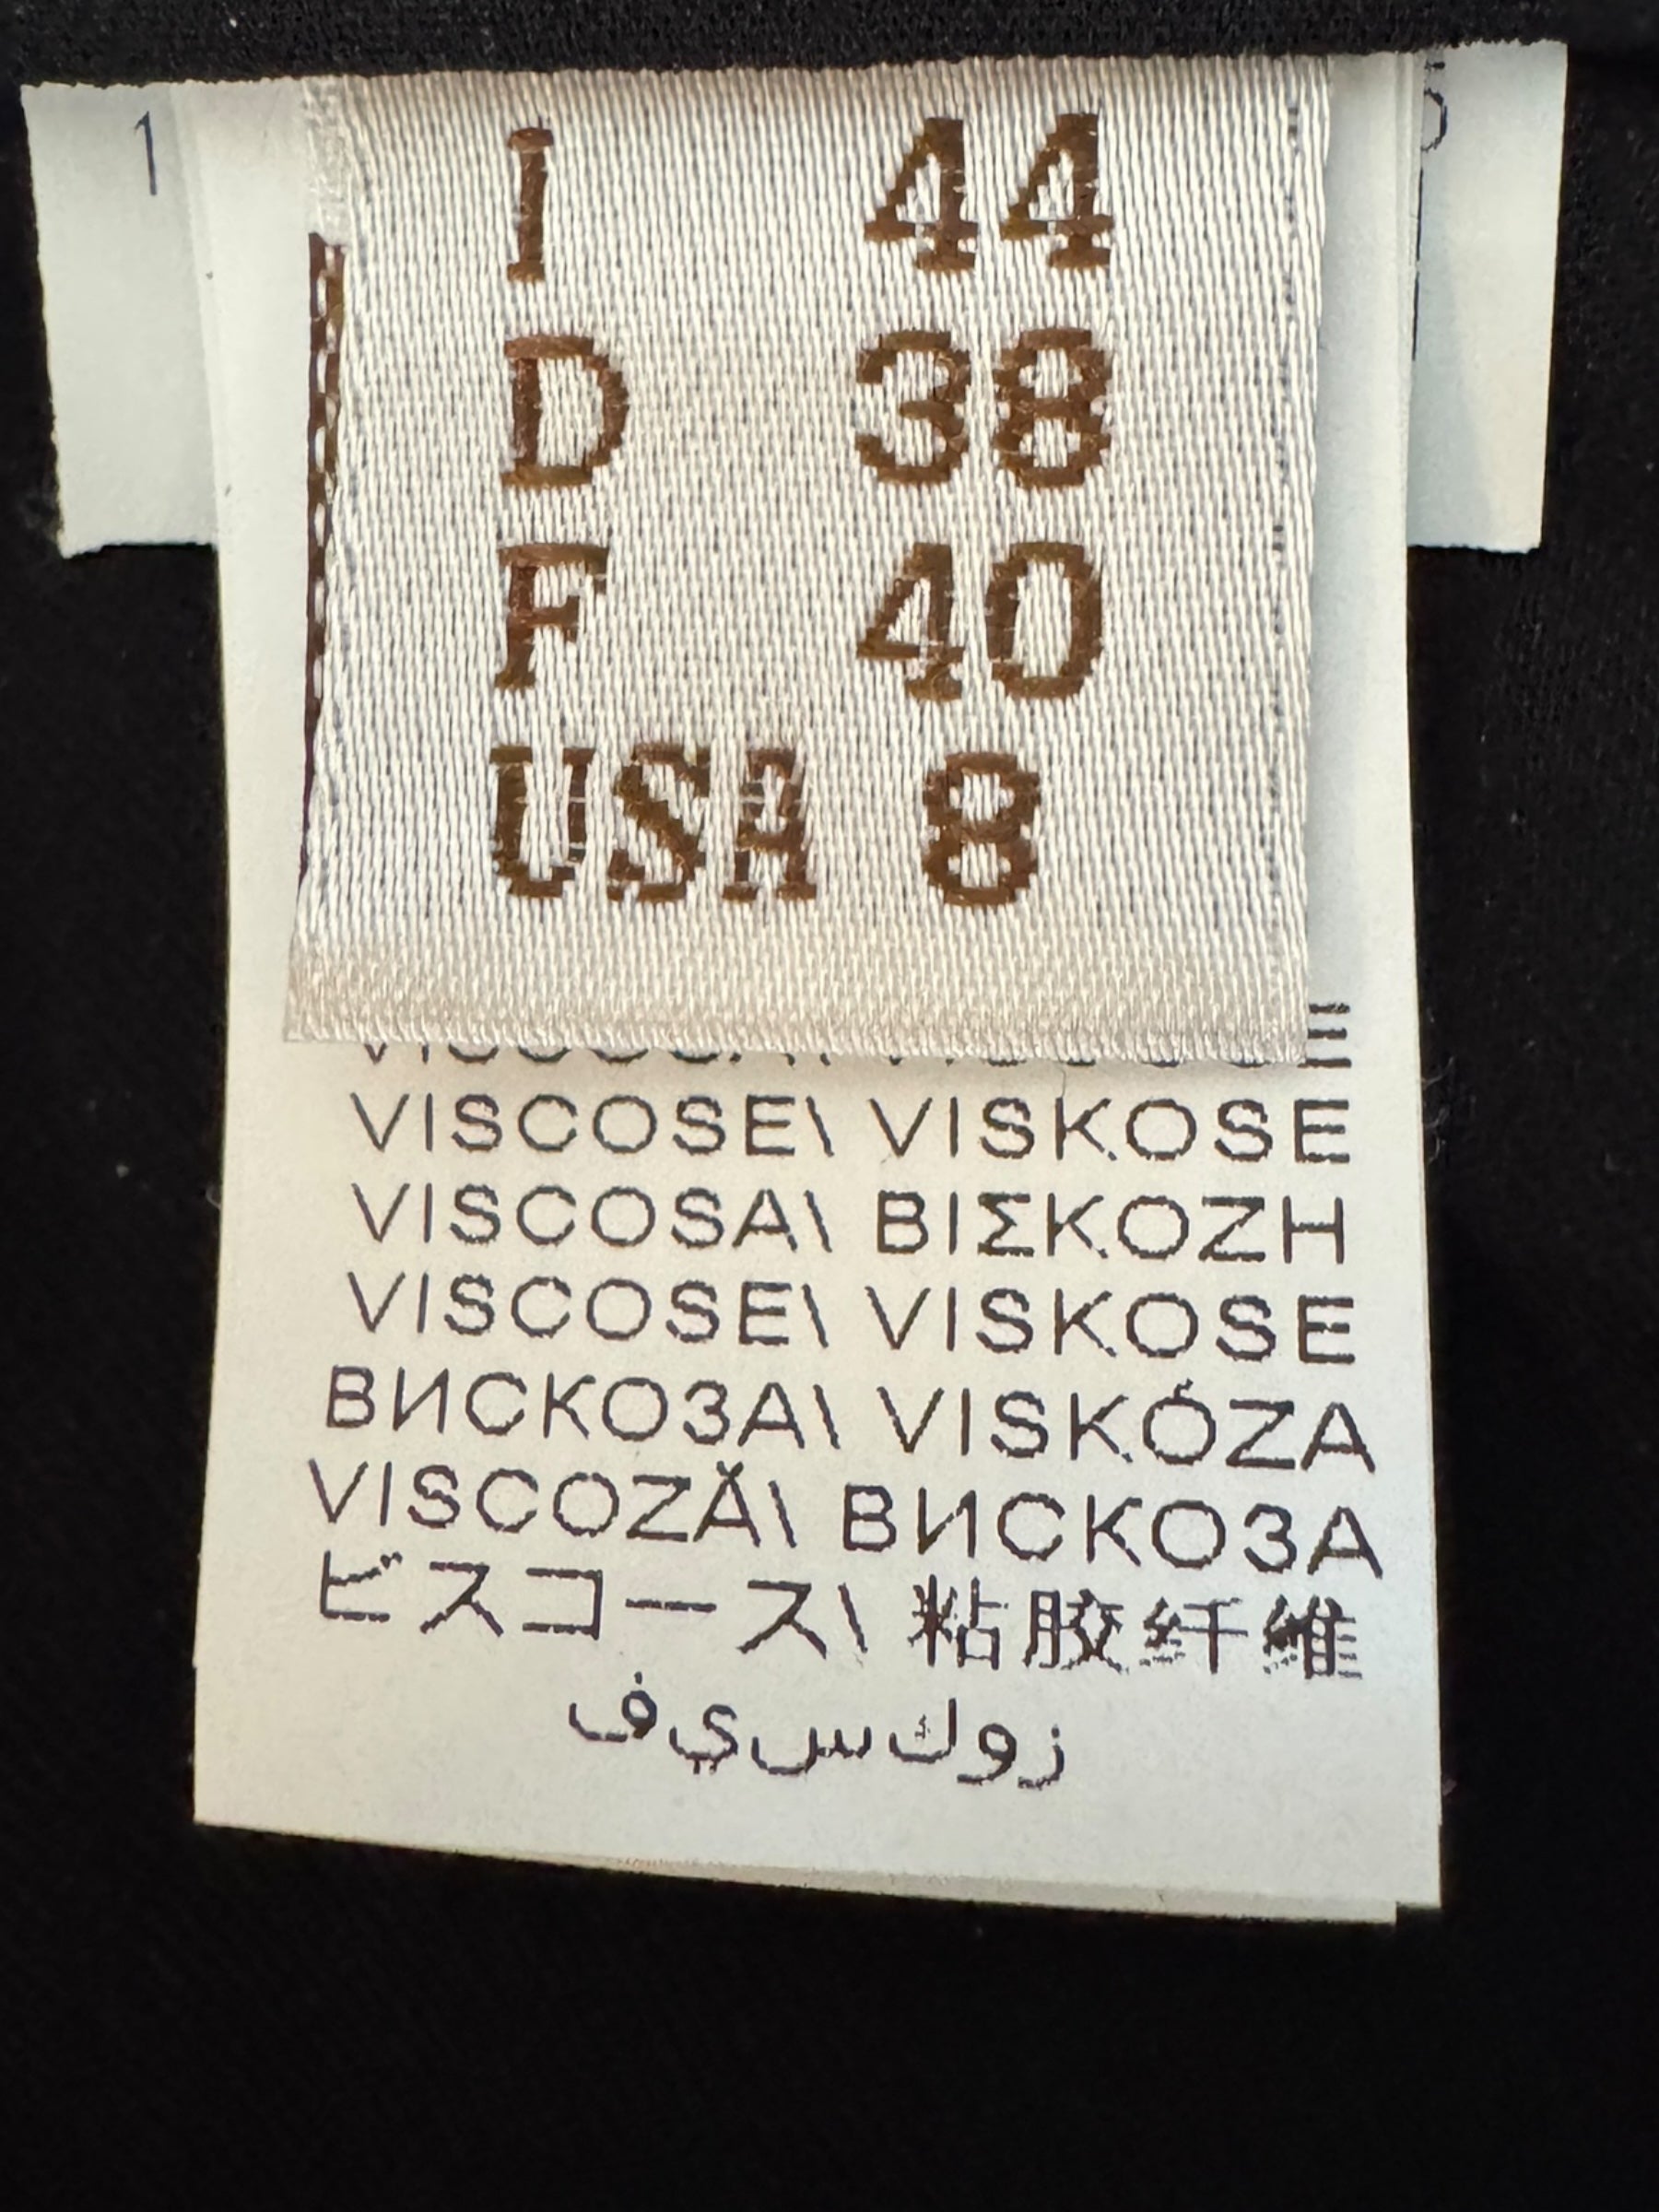 1
I 44
D 38
F 40
USA 8
VISCOSE\ VISKOSE
VISCOSA\ ΒΙΣΚΟΖΗ
VISCOSE\ VISKOSE
ВИСКОЗА\ VISKÓZA
VISCOZĂ\ ВИСКОЗА
ビスコース\ 粘胶纤维
زوكسيف